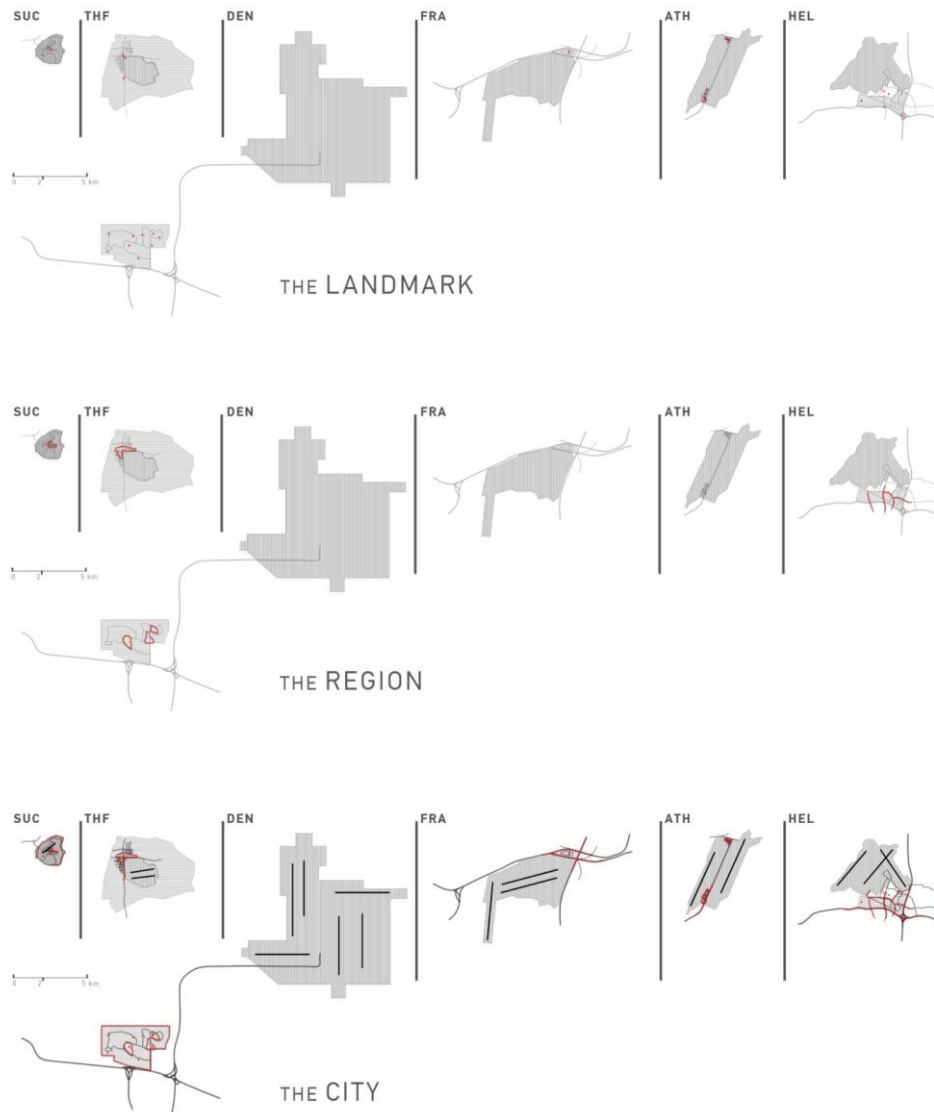 SUC THF DEN FRA ATH HEL
0 2 5 km
THE LANDMARK
SUC THF DEN FRA ATH HEL
0 2 5 km
THE REGION
SUC THF DEN FRA ATH HEL
0 2 5 km
THE CITY